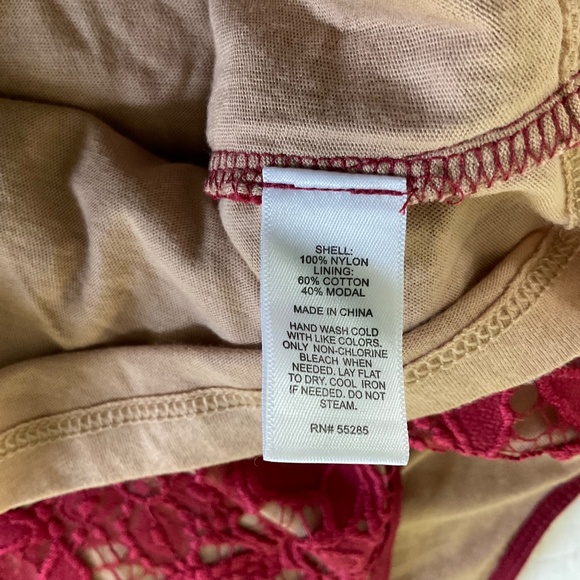 SHELL:
100% NYLON
LINING:
60% COTTON
40% MODAL
MADE IN CHINA
HAND WASH COLD
WITH LIKE COLORS.
ONLY NON-CHLORINE
BLEACH WHEN
NEEDED. LAY FLAT
TO DRY. COOL IRON
IF NEEDED. DO NOT
STEAM.
RN# 55285